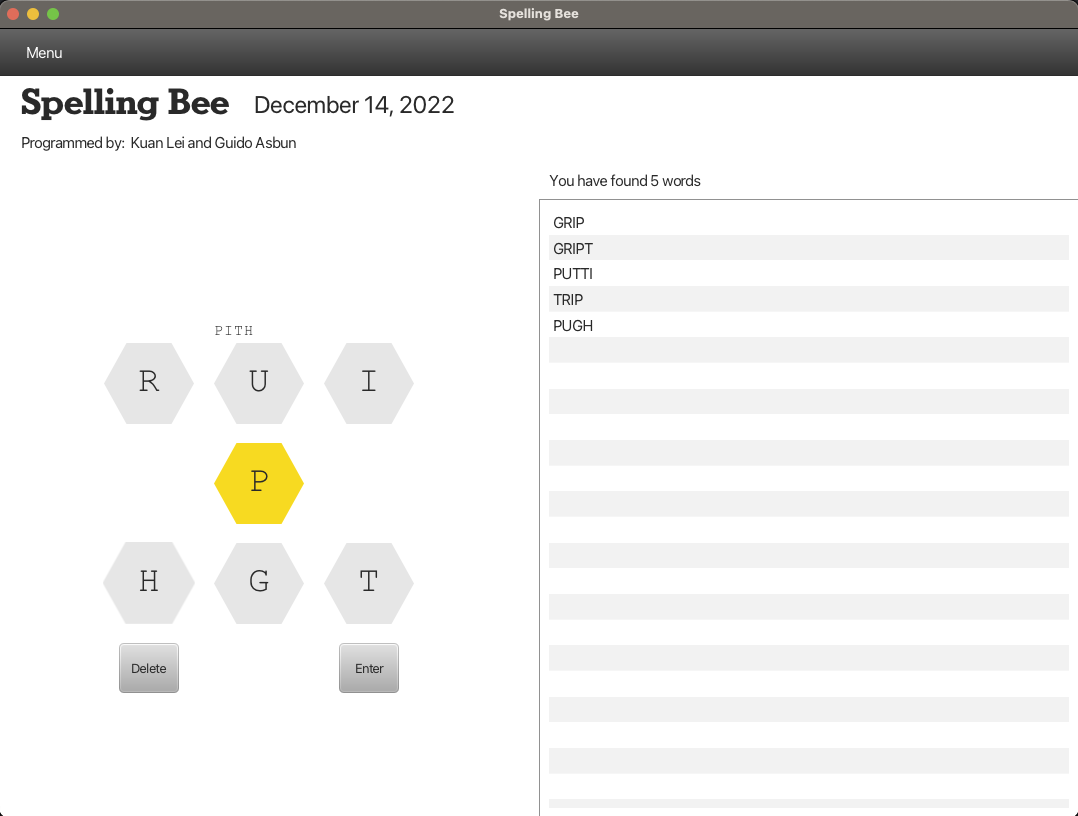 Spelling Bee
Menu
Spelling Bee December 14, 2022
Programmed by: Kuan Lei and Guido Asbun
You have found 5 words
GRIP
GRIPT
PUTTI
TRIP
PUGH
PITH
R U I
P
H G T
Delete Enter